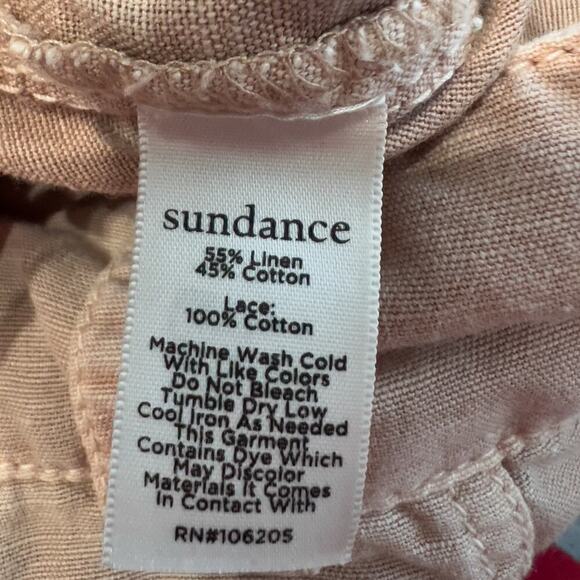 sundance
55% Linen
45% Cotton
Lace:
100% Cotton
Machine Wash Cold
With Like Colors
Do Not Bleach
Tumble Dry Low
Cool Iron As Needed
This Garment
Contains Dye Which
May Discolor
Materials It Comes
In Contact With
RN#106205